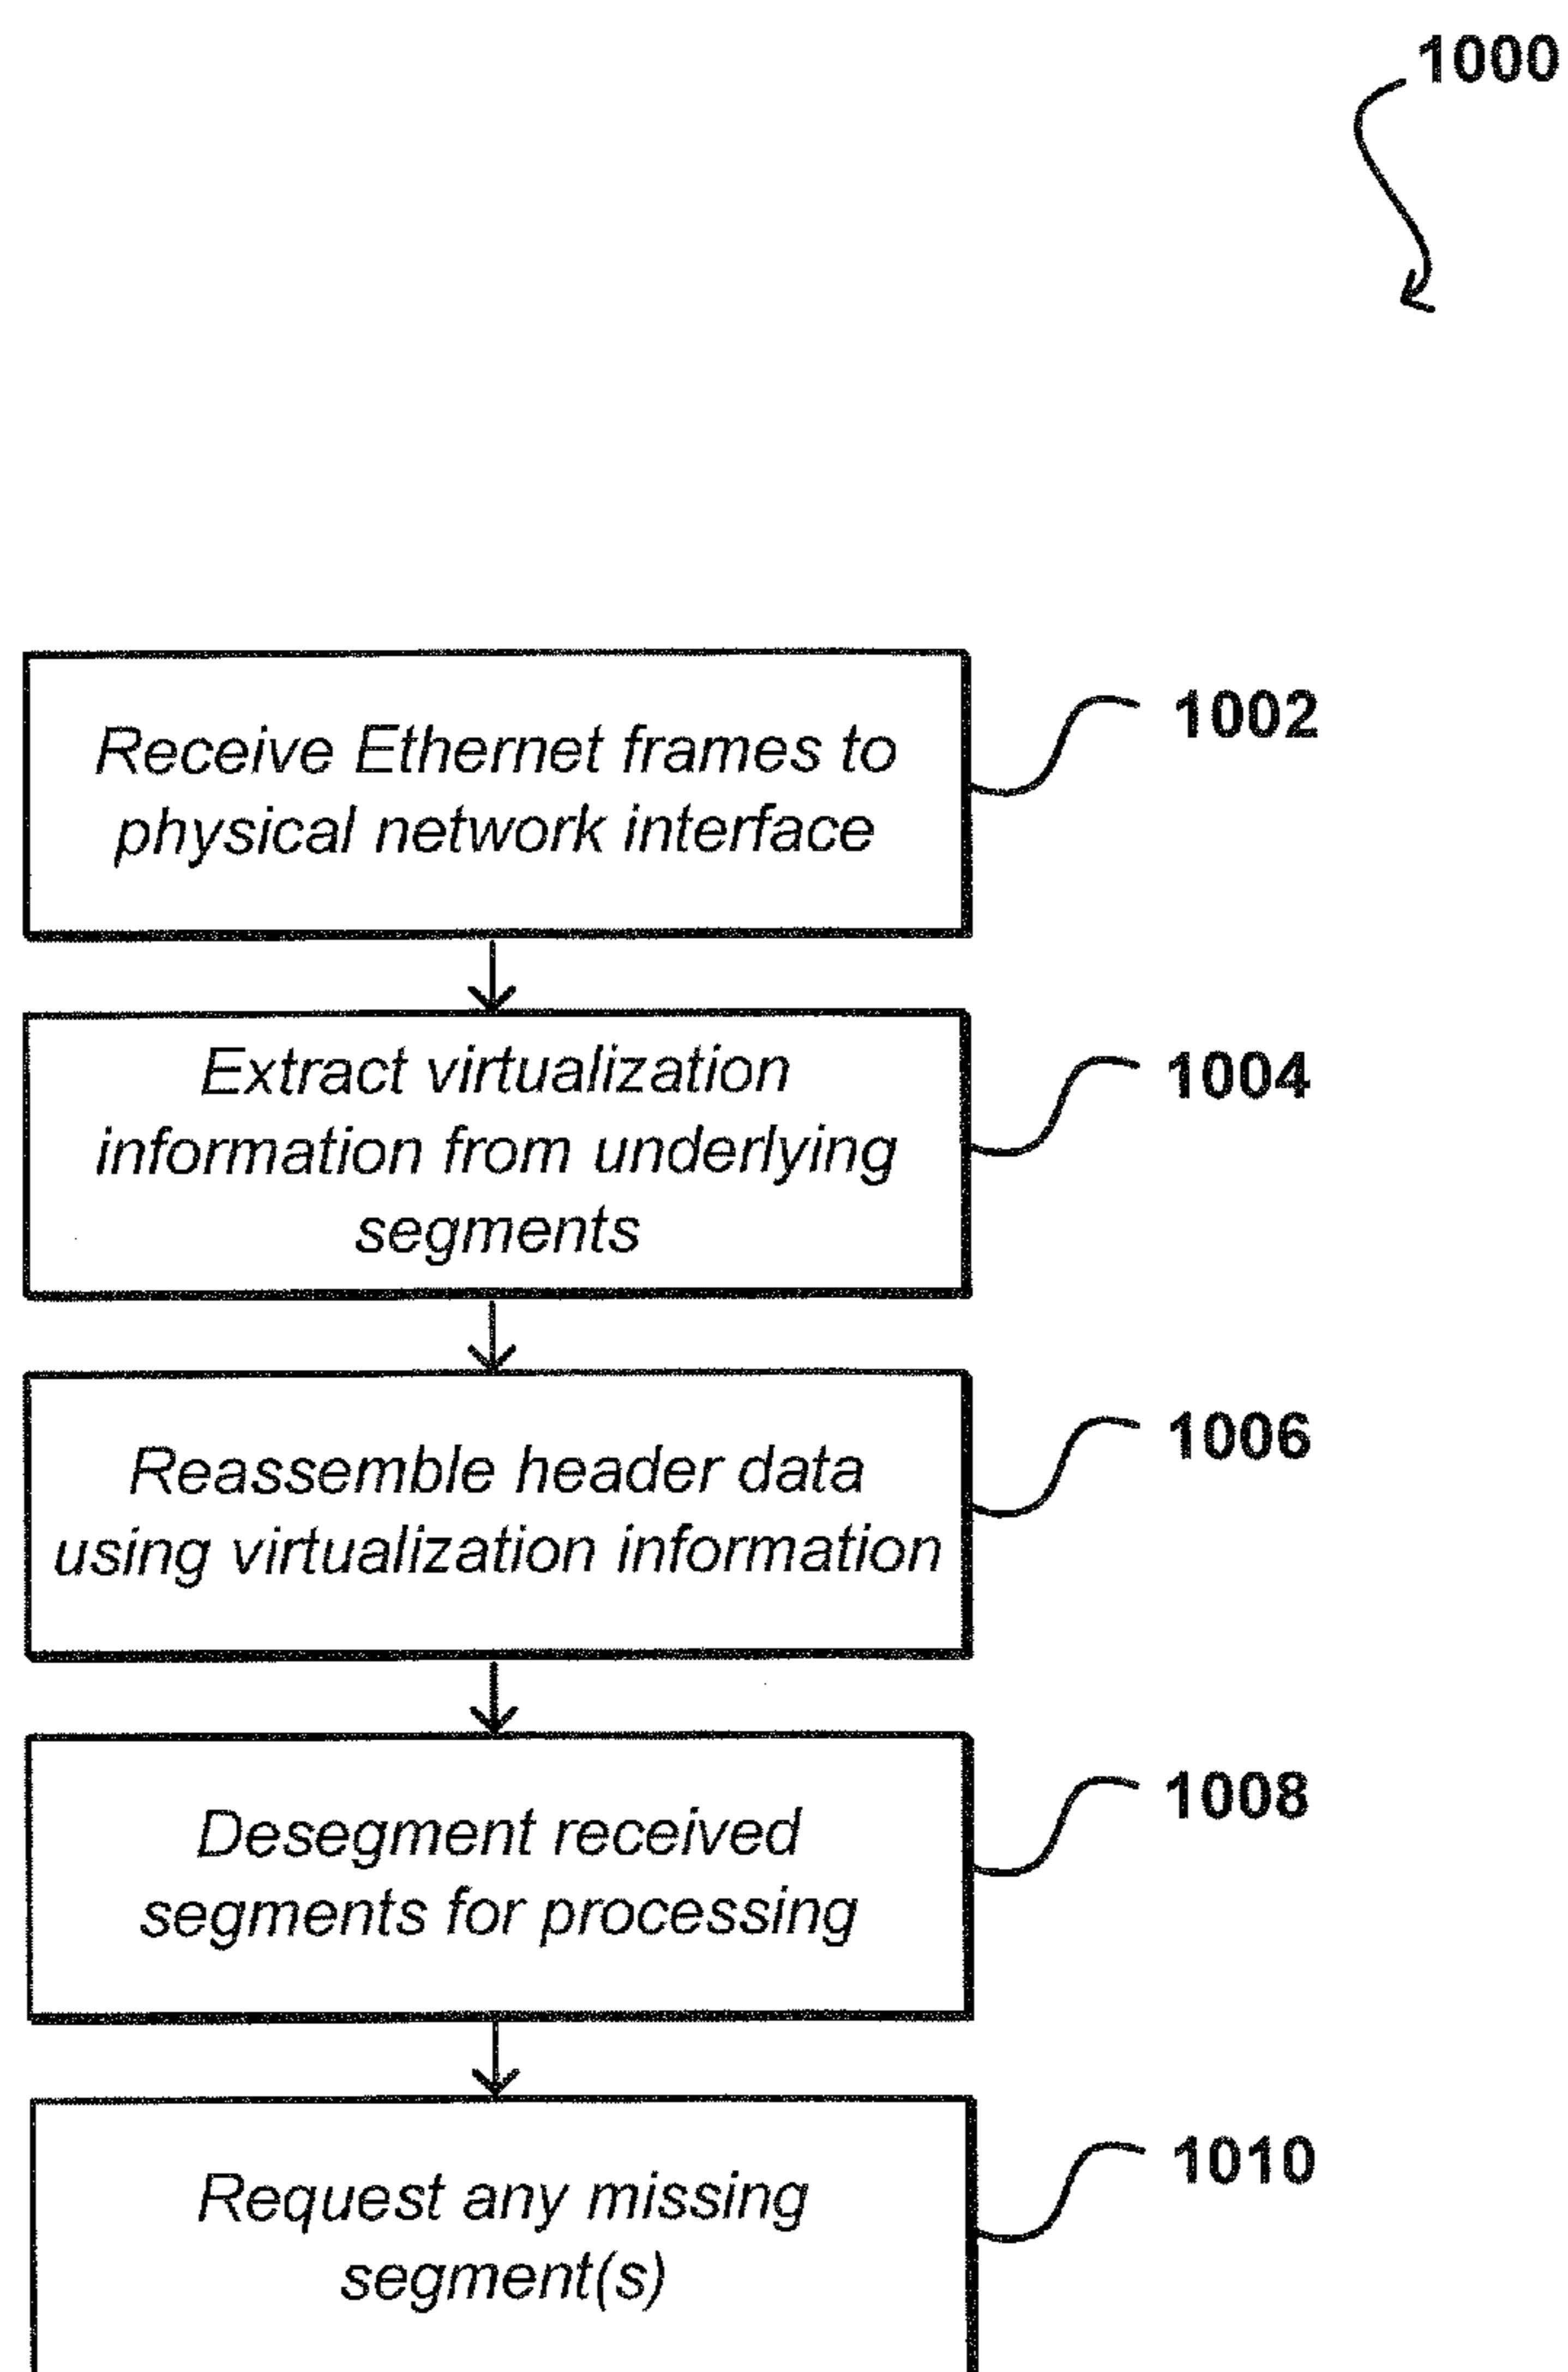 1000
Receive Ethernet frames to
physical network interface
1002
Extract virtualization
information from underlying
segments
1004
Reassemble header data
using virtualization information
1006
Desegment received
segments for processing
1008
Request any missing
segment(s)
1010